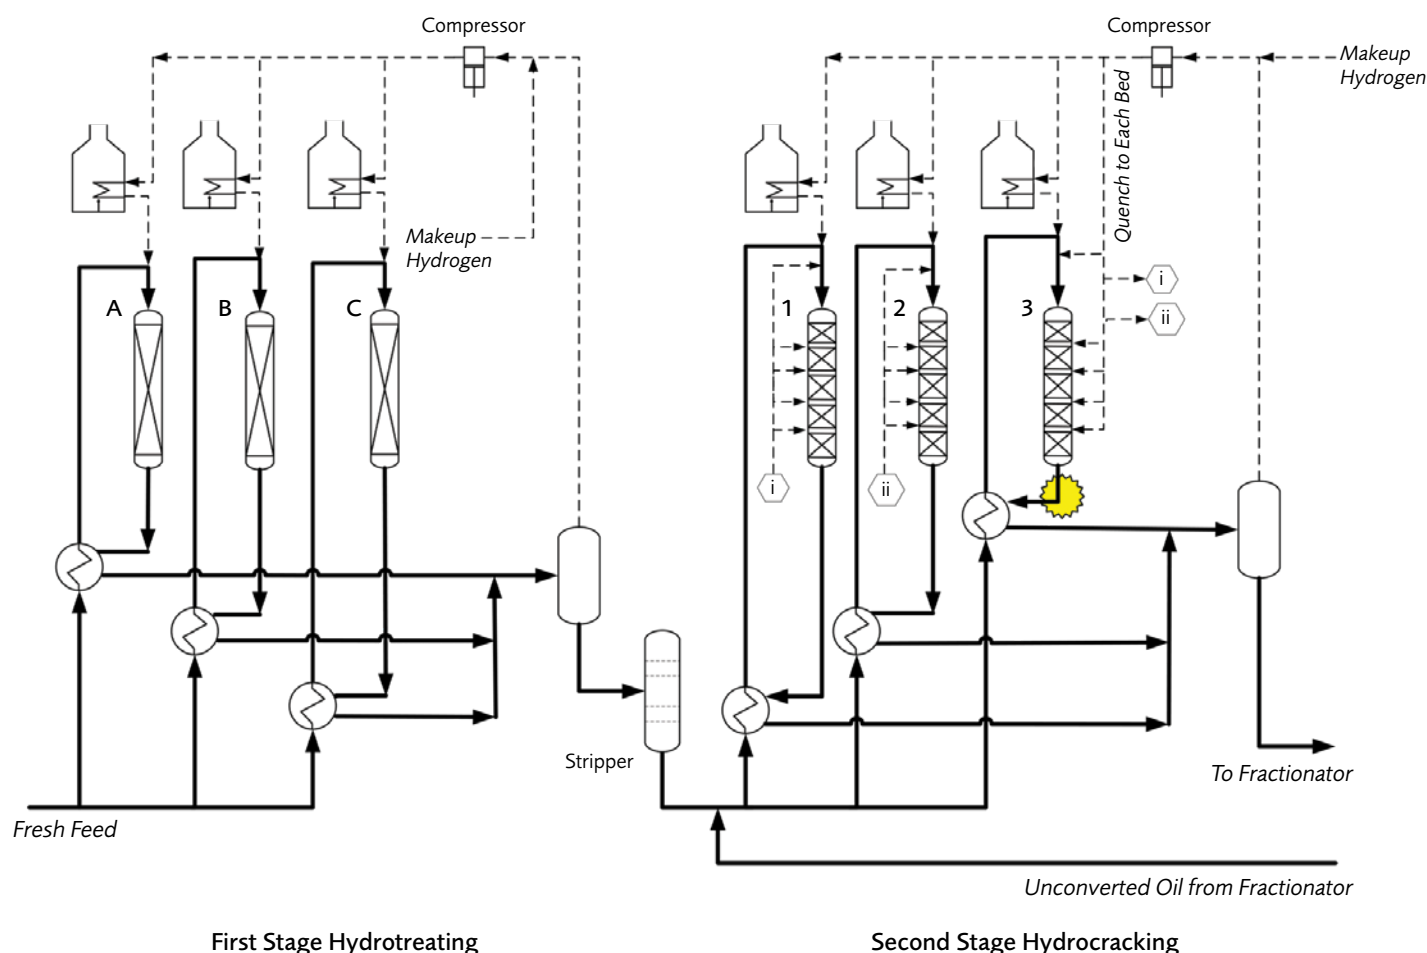 Compressor
Compressor
Makeup
Hydrogen
Quench to Each Bed
Makeup
Hydrogen
i
ii
A
B
C
1
2
3
i
ii
Stripper
To Fractionator
Fresh Feed
Unconverted Oil from Fractionator
First Stage Hydrotreating
Second Stage Hydrocracking